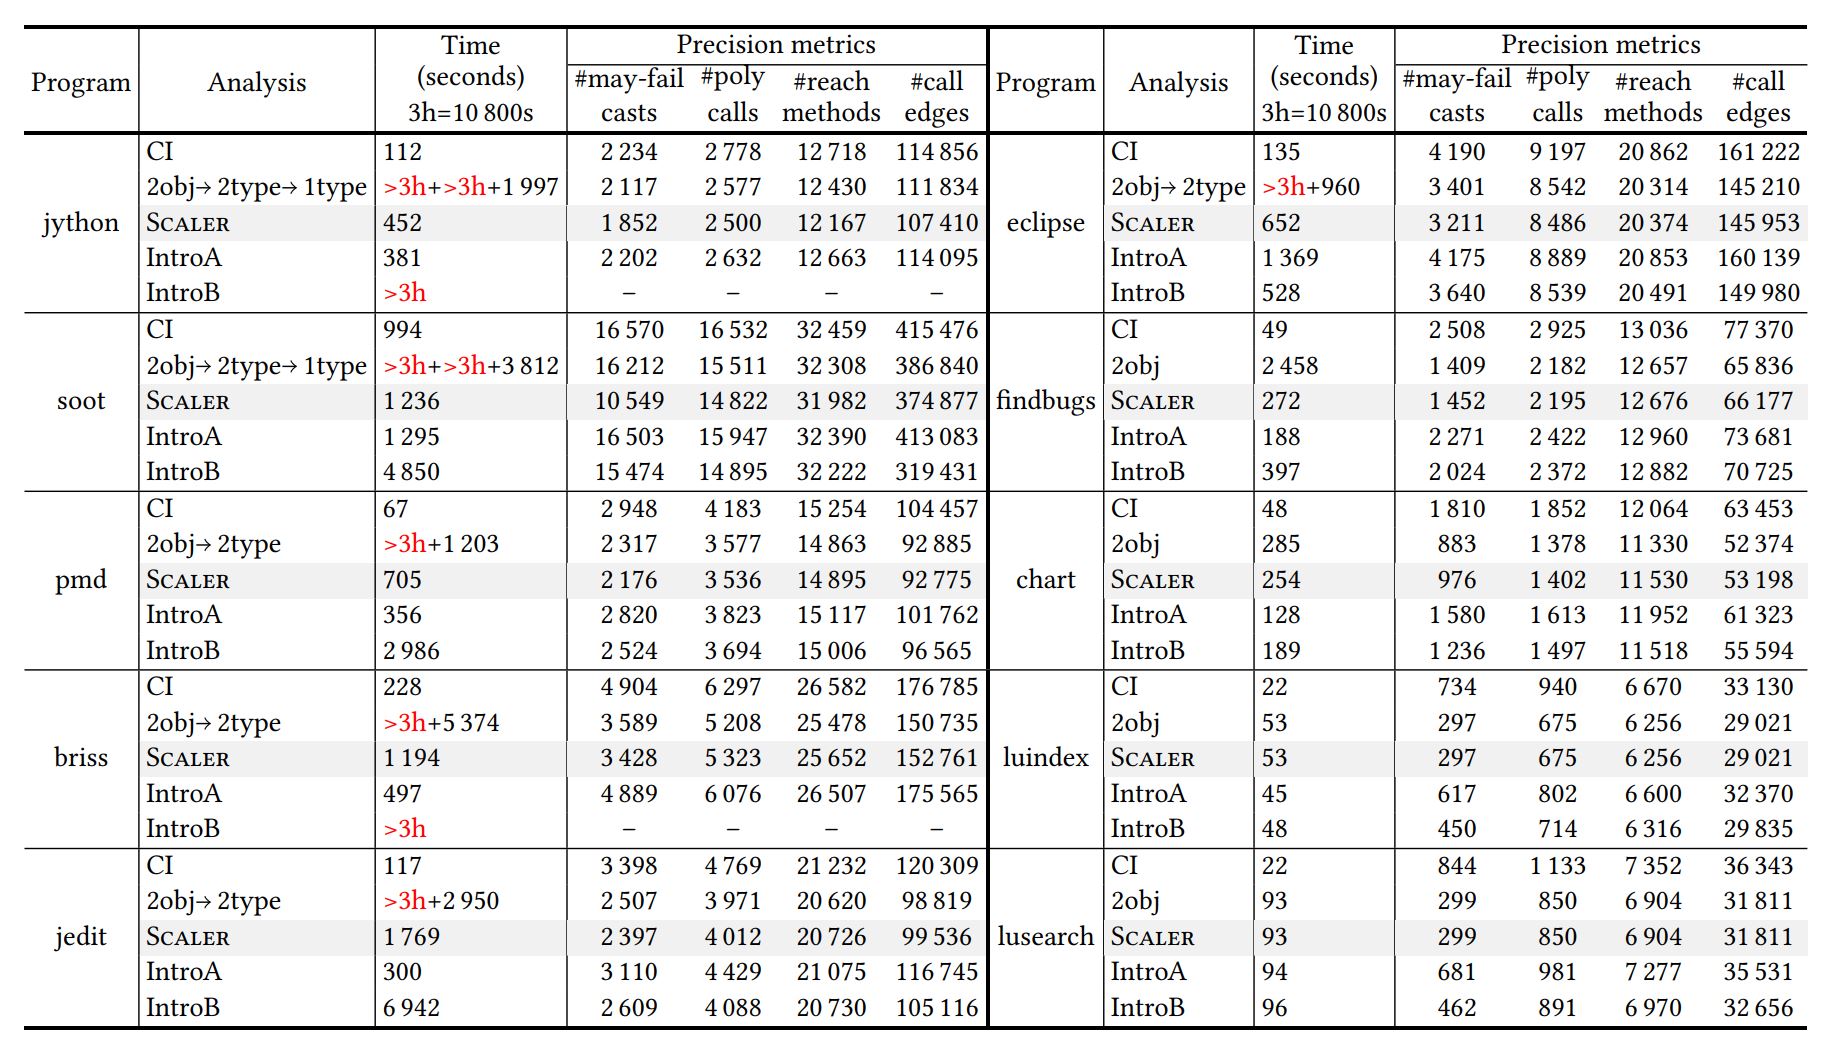 Program Analysis Time (seconds) 3h=10 800s Precision metrics #may-fail casts #poly calls #reach methods #call edges Program Analysis Time (seconds) 3h=10 800s Precision metrics #may-fail casts #poly calls #reach methods #call edges
jython
CI 112 2 234 2 778 12 718 114 856
2obj→ 2type→ 1type >3h+>3h+1 997 2 117 2 577 12 430 111 834
SCALER 452 1 852 2 500 12 167 107 410
IntroA 381 2 202 2 632 12 663 114 095
IntroB >3h – – – –
soot
CI 994 16 570 16 532 32 459 415 476
2obj→ 2type→ 1type >3h+>3h+3 812 16 212 15 511 32 308 386 840
SCALER 1 236 10 549 14 822 31 982 374 877
IntroA 1 295 16 503 15 947 32 390 413 083
IntroB 4 850 15 474 14 895 32 222 319 431
pmd
CI 67 2 948 4 183 15 254 104 457
2obj→ 2type >3h+1 203 2 317 3 577 14 863 92 885
SCALER 705 2 176 3 536 14 895 92 775
IntroA 356 2 820 3 823 15 117 101 762
IntroB 2 986 2 524 3 694 15 006 96 565
briss
CI 228 4 904 6 297 26 582 176 785
2obj→ 2type >3h+5 374 3 589 5 208 25 478 150 735
SCALER 1 194 3 428 5 323 25 652 152 761
IntroA 497 4 889 6 076 26 507 175 565
IntroB >3h – – – –
jedit
CI 117 3 398 4 769 21 232 120 309
2obj→ 2type >3h+2 950 2 507 3 971 20 620 98 819
SCALER 1 769 2 397 4 012 20 726 99 536
IntroA 300 3 110 4 429 21 075 116 745
IntroB 6 942 2 609 4 088 20 730 105 116
eclipse
CI 135 4 190 9 197 20 862 161 222
2obj→ 2type >3h+960 3 401 8 542 20 314 145 210
SCALER 652 3 211 8 486 20 374 145 953
IntroA 1 369 4 175 8 889 20 853 160 139
IntroB 528 3 640 8 539 20 491 149 980
findbugs
CI 49 2 508 2 925 13 036 77 370
2obj 2 458 1 409 2 182 12 657 65 836
SCALER 272 1 452 2 195 12 676 66 177
IntroA 188 2 271 2 422 12 960 73 681
IntroB 397 2 024 2 372 12 882 70 725
chart
CI 48 1 810 1 852 12 064 63 453
2obj 285 883 1 378 11 330 52 374
SCALER 254 976 1 402 11 530 53 198
IntroA 128 1 580 1 613 11 952 61 323
IntroB 189 1 236 1 497 11 518 55 594
luindex
CI 22 734 940 6 670 33 130
2obj 53 297 675 6 256 29 021
SCALER 53 297 675 6 256 29 021
IntroA 45 617 802 6 600 32 370
IntroB 48 450 714 6 316 29 835
lusearch
CI 22 844 1 133 7 352 36 343
2obj 93 299 850 6 904 31 811
SCALER 93 299 850 6 904 31 811
IntroA 94 681 981 7 277 35 531
IntroB 96 462 891 6 970 32 656